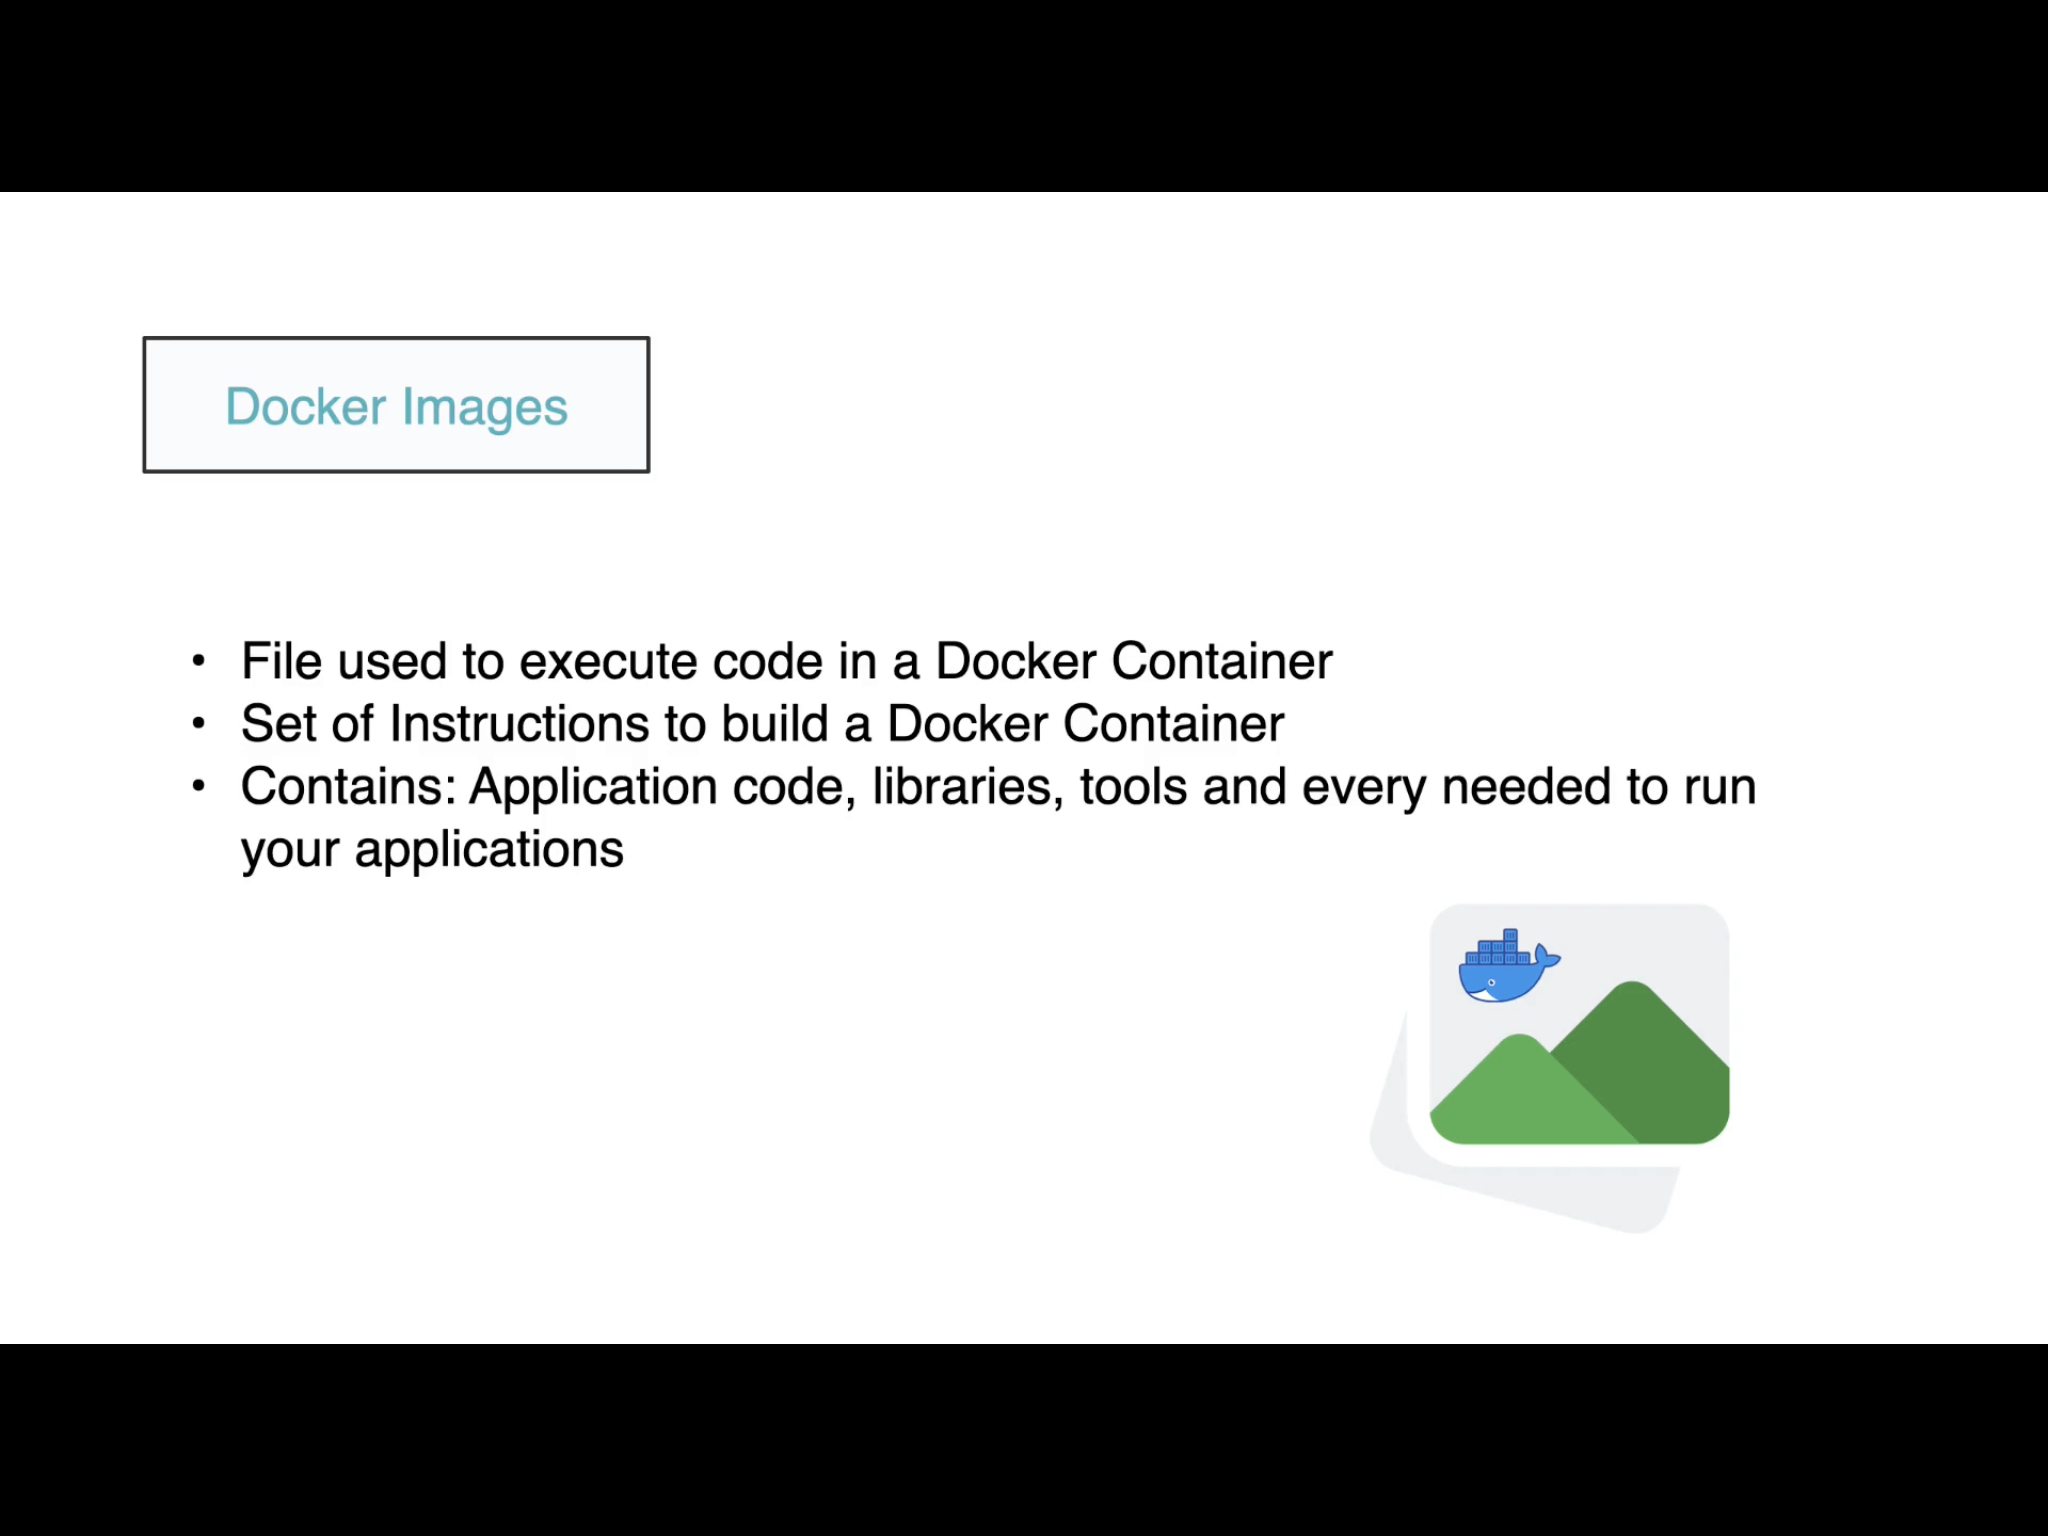 Docker Images
• File used to execute code in a Docker Container
• Set of Instructions to build a Docker Container
• Contains: Application code, libraries, tools and every needed to run
your applications